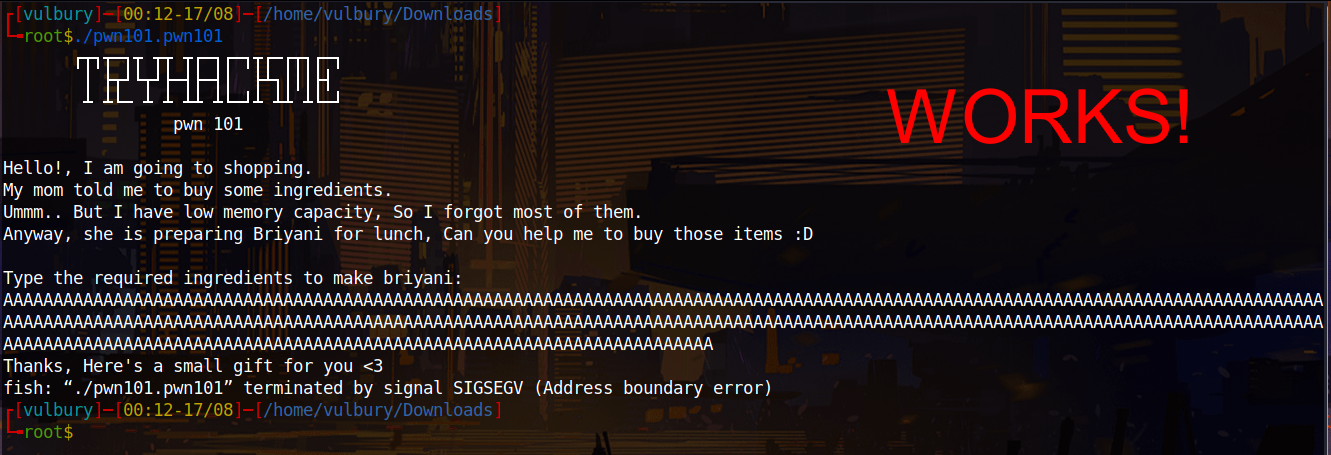 ┌─[vulbury]─[00:12-17/08]─[/home/vulbury/Downloads]
└─╼root$./pwn101.pwn101
TRYHACKME
pwn 101
WORKS!
Hello!, I am going to shopping.
My mom told me to buy some ingredients.
Ummm.. But I have low memory capacity, So I forgot most of them.
Anyway, she is preparing Briyani for lunch, Can you help me to buy those items :D
Type the required ingredients to make briyani:
AAAAAAAAAAAAAAAAAAAAAAAAAAAAAAAAAAAAAAAAAAAAAAAAAAAAAAAAAAAAAAAAAAAAAAAAAAAAAAAAAAAAAAAAAAAAAAAAAAAAAAAAAAAAAAAAAAAAAAAAAAAAAAAAAAAA
AAAAAAAAAAAAAAAAAAAAAAAAAAAAAAAAAAAAAAAAAAAAAAAAAAAAAAAAAAAAAAAAAAAAAAAAAAAAAAAAAAAAAAAAAAAAAAAAAAAAAAAAAAAAAAAAAAAAAAAAAAAAAAAAAAAA
AAAAAAAAAAAAAAAAAAAAAAAAAAAAAAAAAAAAAAAAAAAAAAAAAAAAAAAAAAAAAAAAAAAAAAA
Thanks, Here's a small gift for you <3
fish: “./pwn101.pwn101” terminated by signal SIGSEGV (Address boundary error)
┌─[vulbury]─[00:12-17/08]─[/home/vulbury/Downloads]
└─╼root$